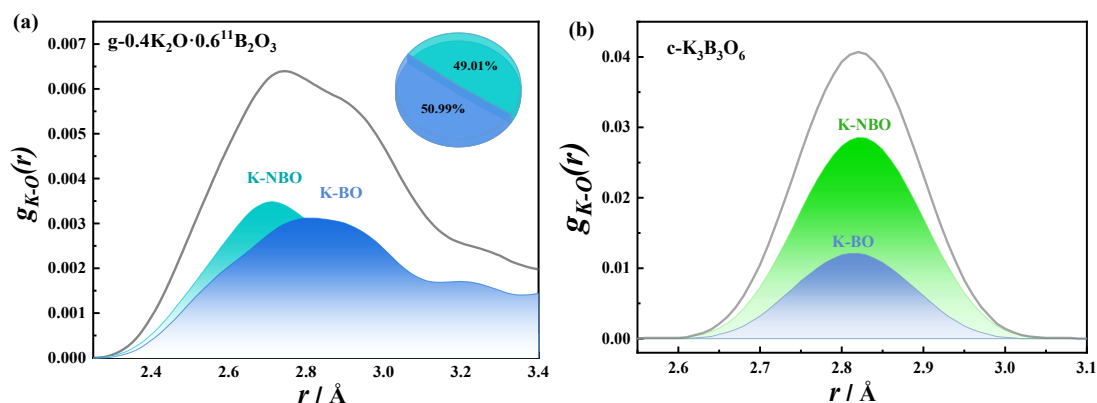 (a)
g-0.4K₂O·0.6¹¹B₂O₃
49.01%
50.99%
K-NBO
K-BO
gK-O(r)
0.007
0.006
0.005
0.004
0.003
0.002
0.001
0.000
2.4 2.6 2.8 3.0 3.2 3.4
r / Å
(b)
c-K₃B₃O₆
K-NBO
K-BO
gK-O(r)
0.04
0.03
0.02
0.01
0.00
2.6 2.7 2.8 2.9 3.0 3.1
r / Å